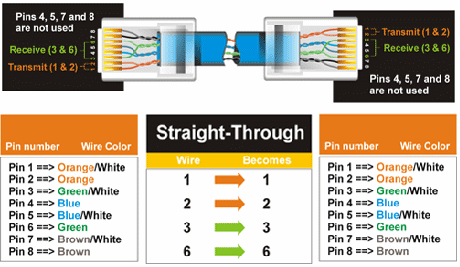 Pins 4, 5, 7 and 8
are not used
Receive (3 & 6)
Transmit (1 & 2)
Transmit (1 & 2)
Receive (3 & 6)
Pins 4, 5, 7 and 8
are not used
Pin number Wire Color
Pin 1 ==> Orange/White
Pin 2 ==> Orange
Pin 3 ==> Green/White
Pin 4 ==> Blue
Pin 5 ==> Blue/White
Pin 6 ==> Green
Pin 7 ==> Brown/White
Pin 8 ==> Brown
Straight-Through
Wire Becomes
1 1
2 2
3 3
6 6
Pin number Wire Color
Pin 1 ==> Orange/White
Pin 2 ==> Orange
Pin 3 ==> Green/White
Pin 4 ==> Blue
Pin 5 ==> Blue/White
Pin 6 ==> Green
Pin 7 ==> Brown/White
Pin 8 ==> Brown